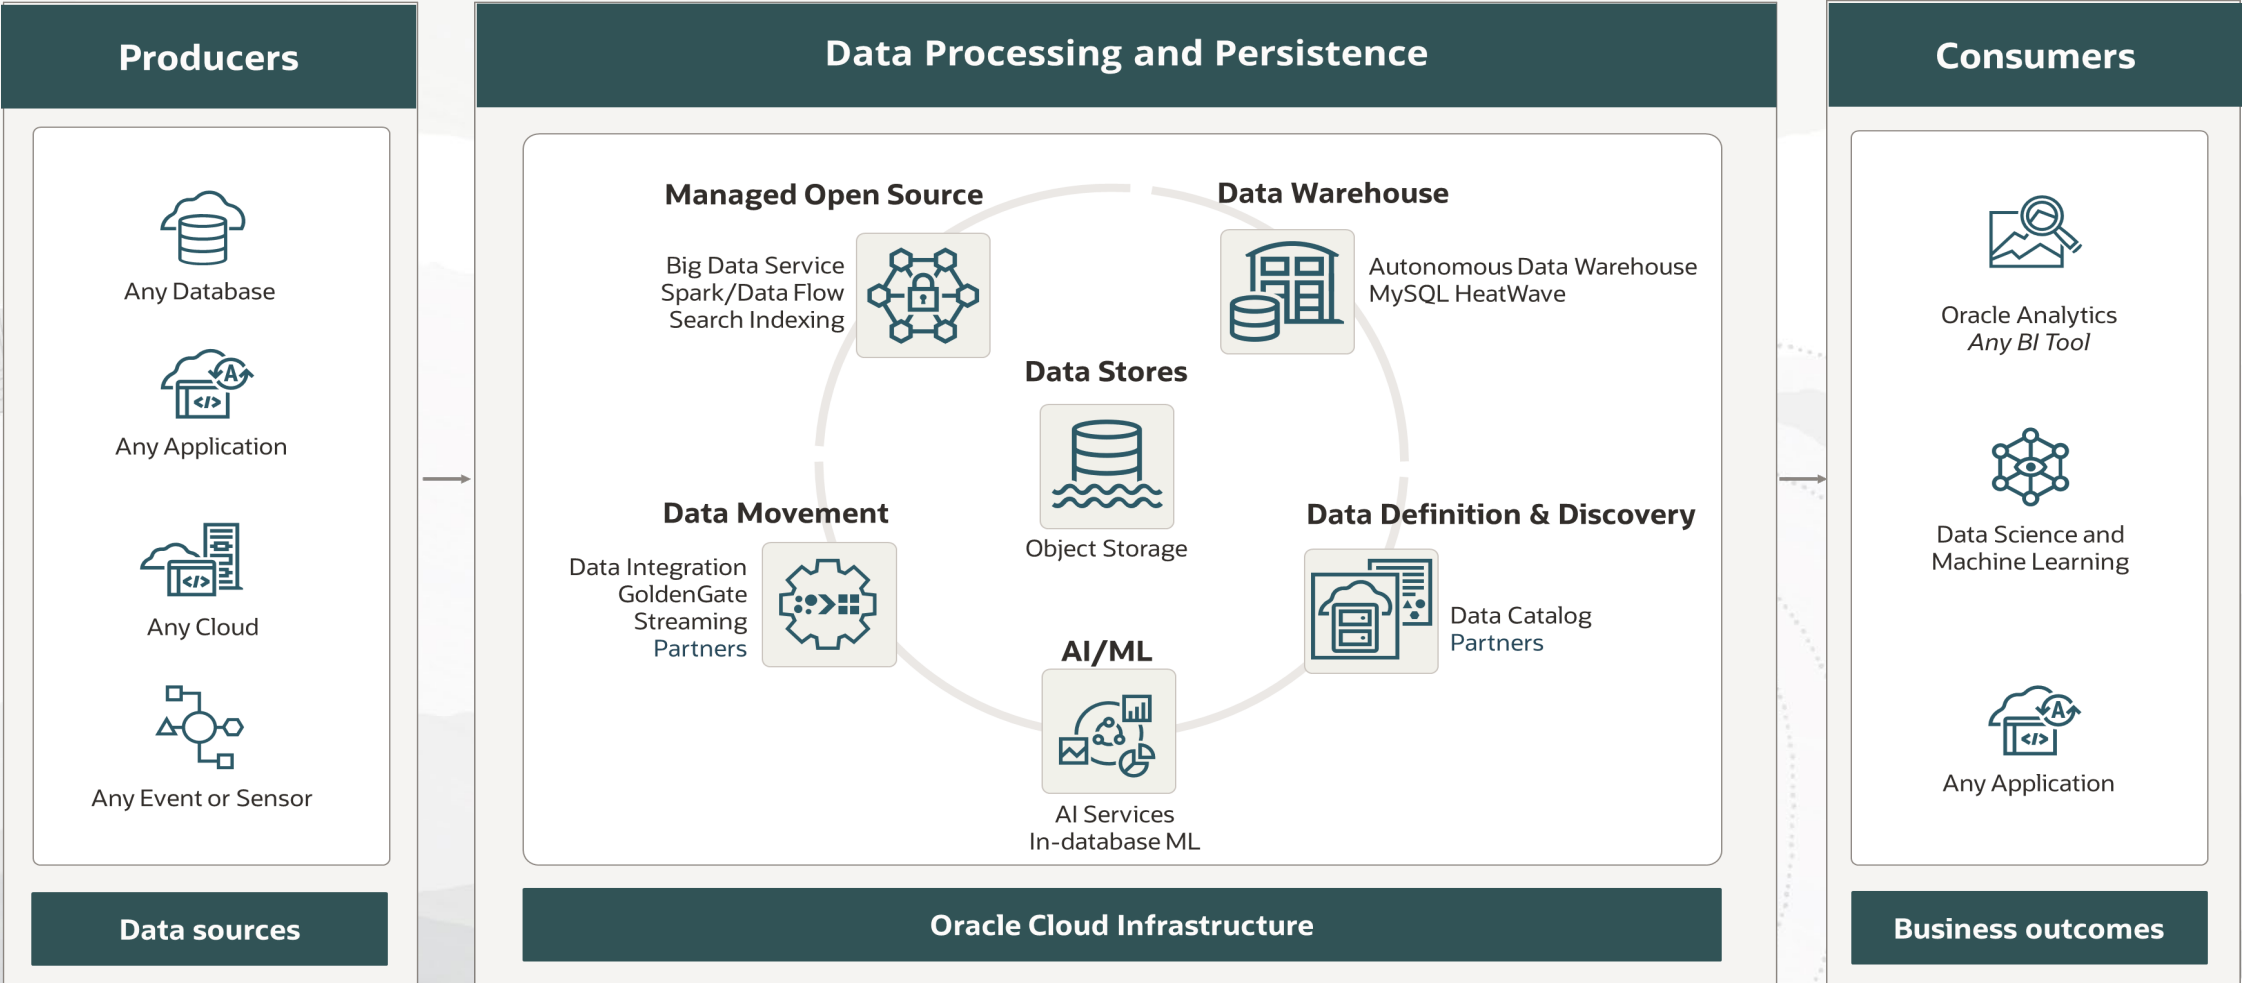 Producers
Any Database
Any Application
Any Cloud
Any Event or Sensor
Data sources
Data Processing and Persistence
Managed Open Source
Big Data Service
Spark/Data Flow
Search Indexing
Data Warehouse
Autonomous Data Warehouse
MySQL HeatWave
Data Stores
Object Storage
Data Movement
Data Integration
GoldenGate
Streaming
Partners
Data Definition & Discovery
Data Catalog
Partners
AI/ML
AI Services
In-database ML
Oracle Cloud Infrastructure
Consumers
Oracle Analytics
Any BI Tool
Data Science and
Machine Learning
Any Application
Business outcomes